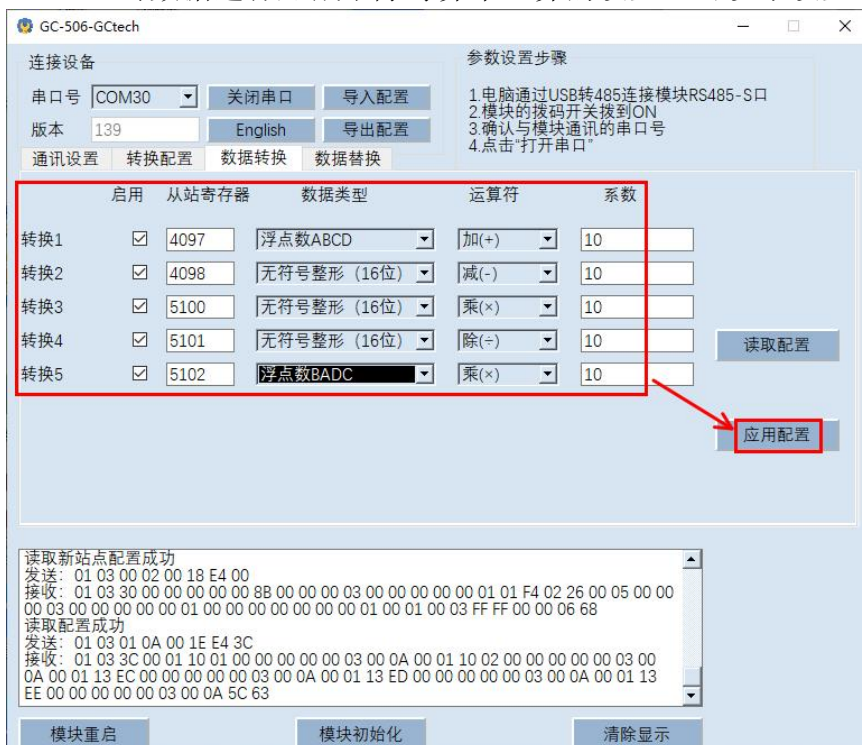 GC-506-GCtech
连接设备
串口号 COM30 关闭串口 导入配置
版本 139 English 导出配置
参数设置步骤
1.电脑通过USB转485连接模块RS485-S口
2.模块的拨码开关拨到ON
3.确认与模块通讯的串口号
4.点击“打开串口”
通讯设置 转换配置 数据转换 数据替换
启用 从站寄存器 数据类型 运算符 系数
转换1 4097 浮点数ABCD 加(+) 10
转换2 4098 无符号整形（16位） 减(-) 10
转换3 5100 无符号整形（16位） 乘(×) 10
转换4 5101 无符号整形（16位） 除(÷) 10
转换5 5102 浮点数BADC 乘(×) 10
读取配置
应用配置
读取新站点配置成功
发送：01 03 00 02 00 18 E4 00
接收：01 03 30 00 00 00 00 00 8B 00 00 00 03 00 00 00 00 00 00 01 01 F4 02 26 00 05 00 00
00 03 00 00 00 00 00 01 00 00 00 00 00 00 00 01 00 01 00 03 FF FF 00 00 06 68
读取配置成功
发送：01 03 01 0A 00 1E E4 3C
接收：01 03 3C 00 01 10 01 00 00 00 00 00 03 00 0A 00 01 10 02 00 00 00 00 00 03 00
0A 00 01 13 EC 00 00 00 00 00 03 00 0A 00 01 13 ED 00 00 00 00 00 03 00 0A 00 01 13
EE 00 00 00 00 00 03 00 0A 5C 63
模块重启 模块初始化 清除显示